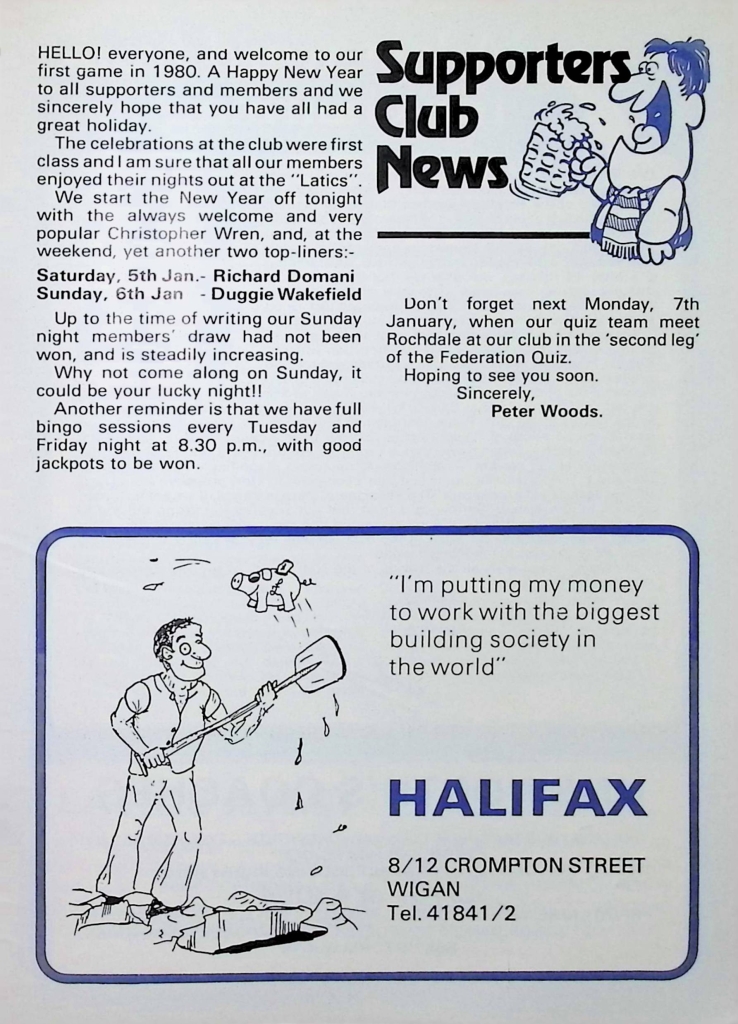 HELLO! everyone, and welcome to our
first game in 1980. A Happy New Year
to all supporters and members and we
sincerely hope that you have all had a
great holiday.
The celebrations at the club were first
class and I am sure that all our members
enjoyed their nights out at the "Latics".
We start the New Year off tonight
with the always welcome and very
popular Christopher Wren, and, at the
weekend, yet another two top-liners:-
Saturday, 5th Jan.- Richard Domani
Sunday, 6th Jan - Duggie Wakefield
Up to the time of writing our Sunday
night members' draw had not been
won, and is steadily increasing.
Why not come along on Sunday, it
could be your lucky night!!
Another reminder is that we have full
bingo sessions every Tuesday and
Friday night at 8.30 p.m., with good
jackpots to be won.
Supporters
Club
News
Don't forget next Monday, 7th
January, when our quiz team meet
Rochdale at our club in the 'second leg'
of the Federation Quiz.
Hoping to see you soon.
Sincerely,
Peter Woods.
"I'm putting my money
to work with the biggest
building society in
the world"
HALIFAX
8/12 CROMPTON STREET
WIGAN
Tel. 41841/2